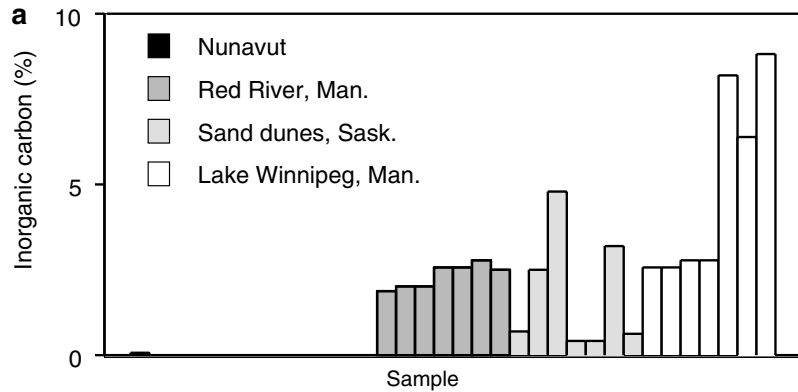 a
10
Nunavut
Red River, Man.
Sand dunes, Sask.
Lake Winnipeg, Man.
5
0
Inorganic carbon (%)
Sample